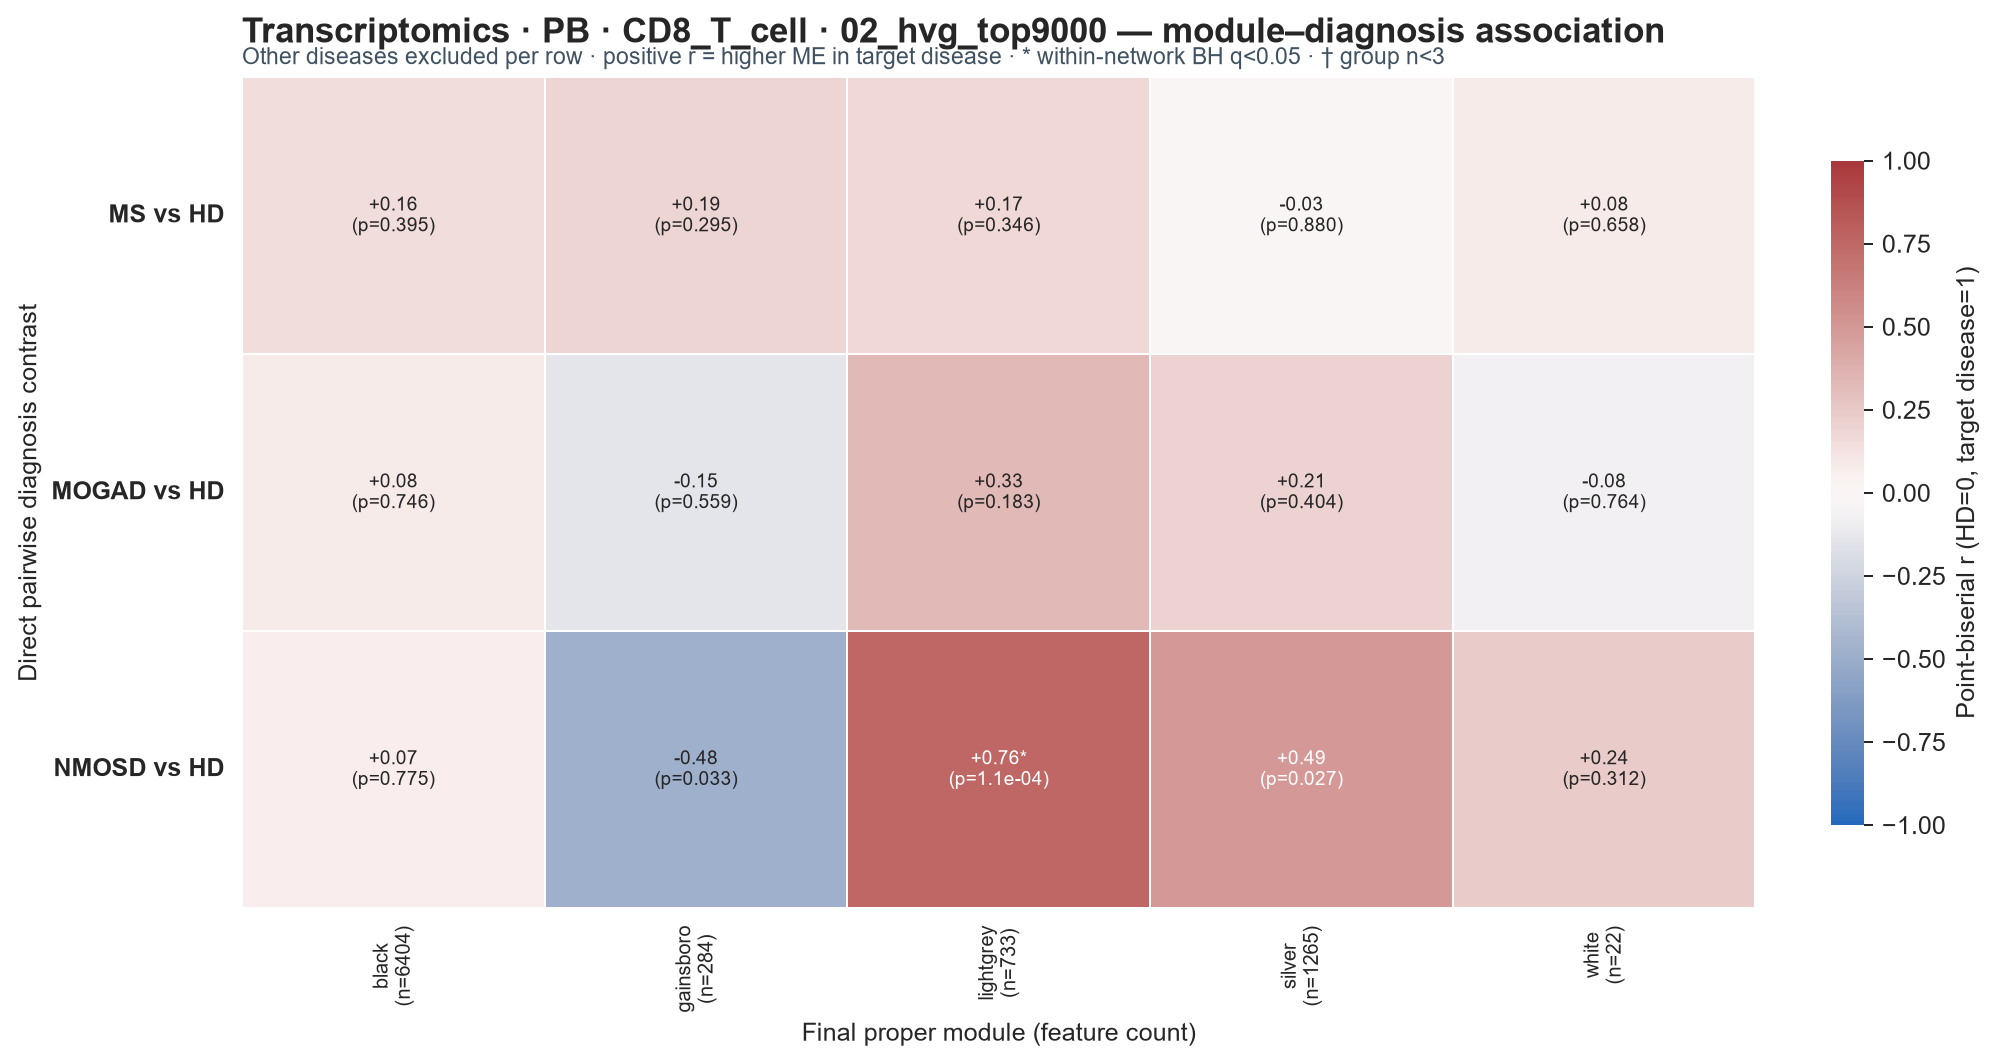 Transcriptomics · PB · CD8_T_cell · 02_hvg_top9000 — module–diagnosis association
Other diseases excluded per row · positive r = higher ME in target disease · * within-network BH q<0.05 · † group n<3
Direct pairwise diagnosis contrast
MS vs HD
+0.16
(p=0.395)
+0.19
(p=0.295)
+0.17
(p=0.346)
-0.03
(p=0.880)
+0.08
(p=0.658)
MOGAD vs HD
+0.08
(p=0.746)
-0.15
(p=0.559)
+0.33
(p=0.183)
+0.21
(p=0.404)
-0.08
(p=0.764)
NMOSD vs HD
+0.07
(p=0.775)
-0.48
(p=0.033)
+0.76*
(p=1.1e-04)
+0.49
(p=0.027)
+0.24
(p=0.312)
black
(n=6404)
gainsboro
(n=284)
lightgrey
(n=733)
silver
(n=1265)
white
(n=22)
Final proper module (feature count)
1.00
0.75
0.50
0.25
0.00
−0.25
−0.50
−0.75
−1.00
Point-biserial r (HD=0, target disease=1)